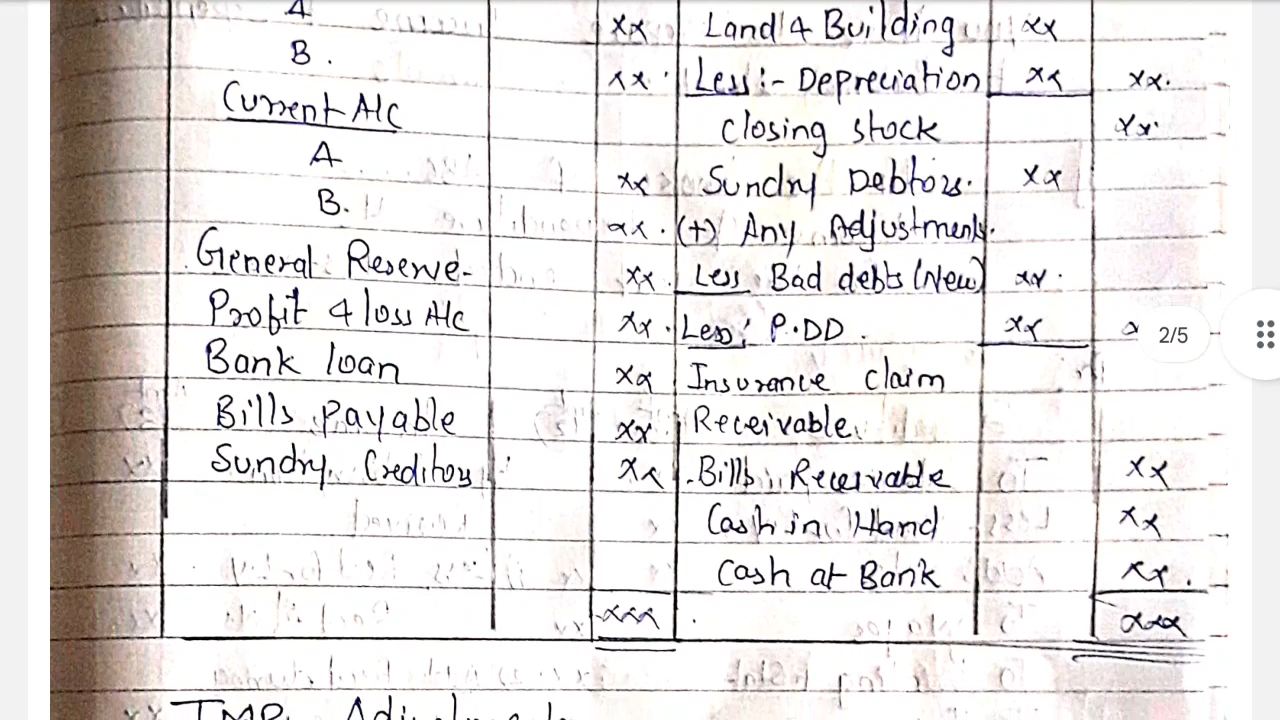 A xx Land & Building xx
B. xx. Less:- Depreciation xx xx.
Current A/c closing stock xx.
A xx Sundry Debtors. xx
B. xx. (+) Any Adjustments.
General Reserve- xx. Less Bad debts (New) xx.
Profit & loss A/c xx. Less: P.DD. xx
Bank loan xx Insurance claim
Bills Payable xx Receivable
Sundry Creditors xx Bills Receivable xx
Cash in Hand xx
Cash at Bank xx.
xxx xxx
2/5